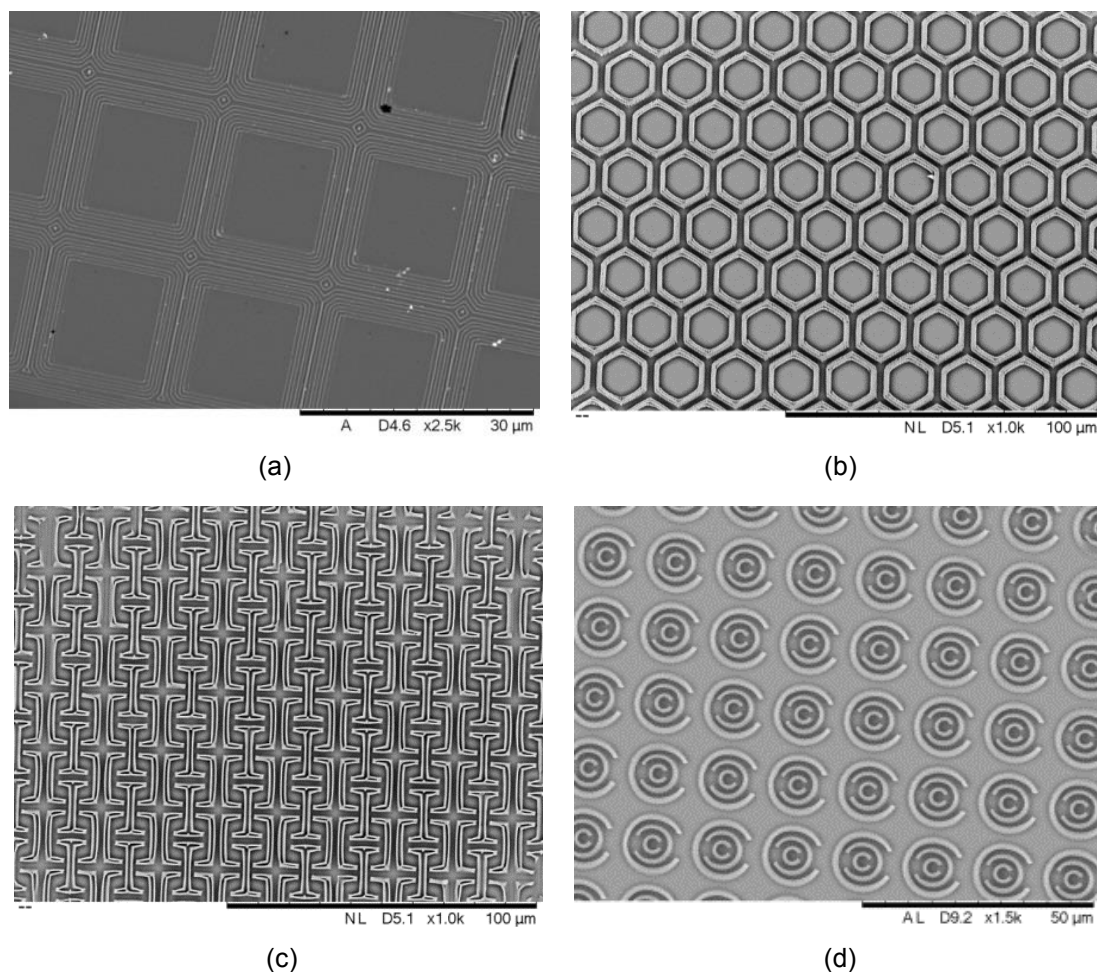 A D4.6 x2.5k 30 µm
NL D5.1 x1.0k 100 µm
(a)
(b)
NL D5.1 x1.0k 100 µm
AL D9.2 x1.5k 50 µm
(c)
(d)